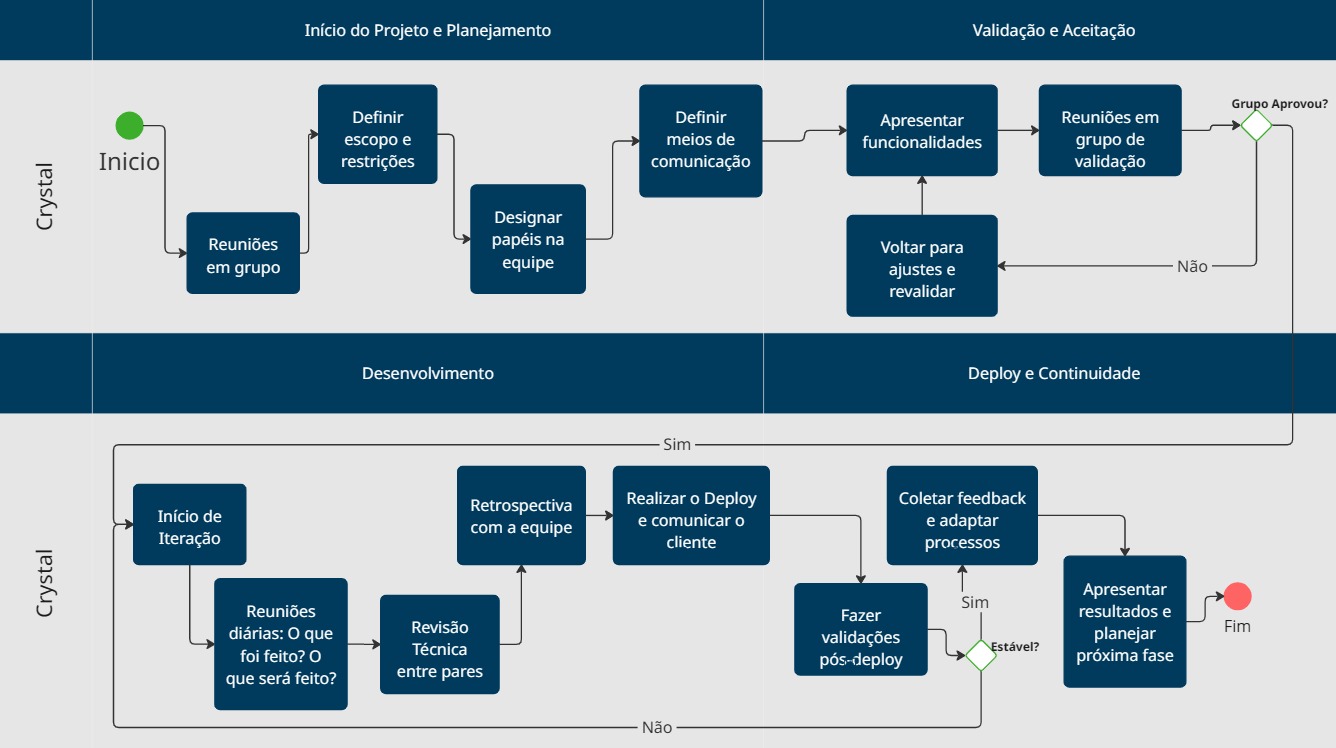 Início do Projeto e Planejamento
Validação e Aceitação
Crystal
Inicio
Reuniões
em grupo
Definir
escopo e
restrições
Designar
papéis na
equipe
Definir
meios de
comunicação
Apresentar
funcionalidades
Reuniões em
grupo de
validação
Grupo Aprovou?
Voltar para
ajustes e
revalidar
Não
Desenvolvimento
Deploy e Continuidade
Crystal
Sim
Início de
Iteração
Reuniões
diárias: O que
foi feito? O
que será feito?
Revisão
Técnica
entre pares
Retrospectiva
com a equipe
Realizar o Deploy
e comunicar o
cliente
Fazer
validações
pós-deploy
Estável?
Sim
Coletar feedback
e adaptar
processos
Apresentar
resultados e
planejar
próxima fase
Fim
Não